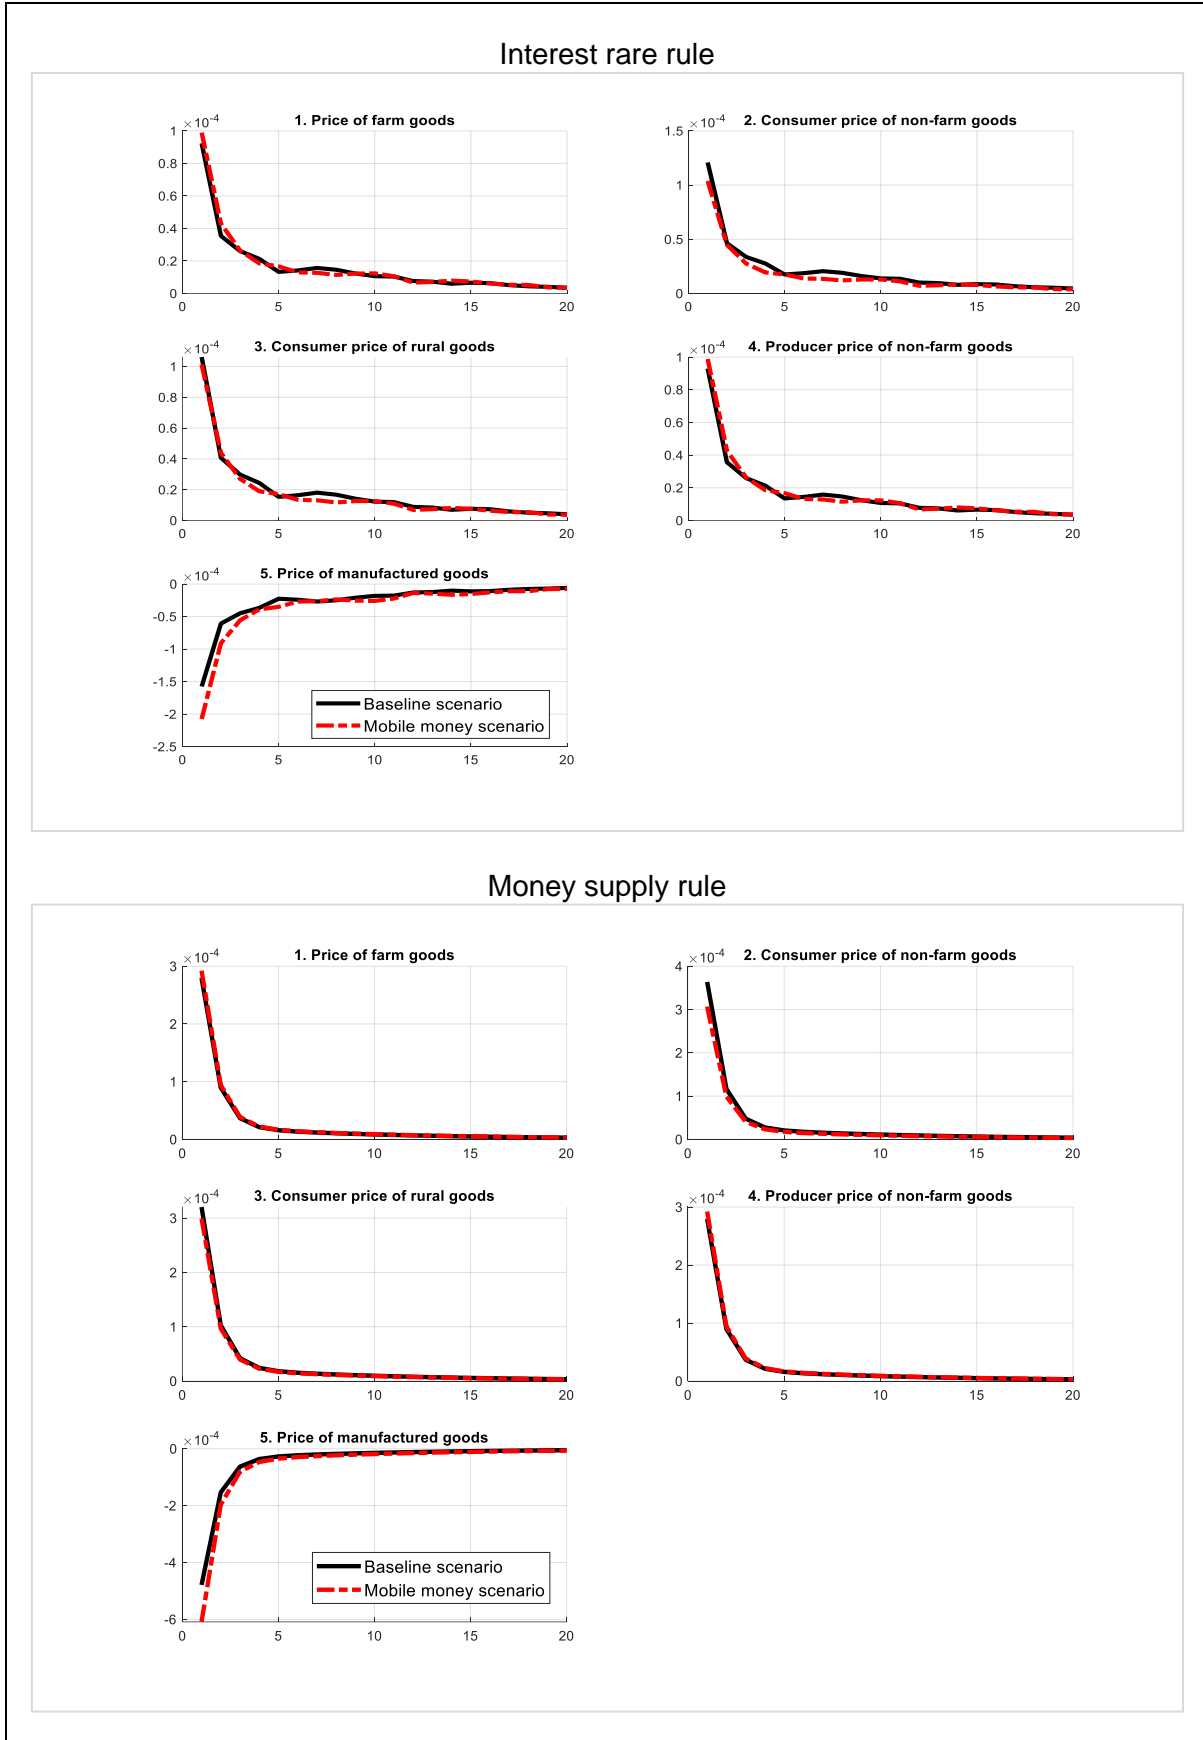 Interest rare rule
1. Price of farm goods
×10-4
1
0.8
0.6
0.4
0.2
0
0 5 10 15 20
2. Consumer price of non-farm goods
×10-4
1.5
1
0.5
0
0 5 10 15 20
3. Consumer price of rural goods
×10-4
1
0.8
0.6
0.4
0.2
0
0 5 10 15 20
4. Producer price of non-farm goods
×10-4
1
0.8
0.6
0.4
0.2
0
0 5 10 15 20
5. Price of manufactured goods
×10-4
0
-0.5
-1
-1.5
-2
-2.5
0 5 10 15 20
Baseline scenario
Mobile money scenario
Money supply rule
1. Price of farm goods
×10-4
3
2
1
0
0 5 10 15 20
2. Consumer price of non-farm goods
×10-4
4
3
2
1
0
0 5 10 15 20
3. Consumer price of rural goods
×10-4
3
2
1
0
0 5 10 15 20
4. Producer price of non-farm goods
×10-4
3
2
1
0
0 5 10 15 20
5. Price of manufactured goods
×10-4
0
-2
-4
-6
0 5 10 15 20
Baseline scenario
Mobile money scenario